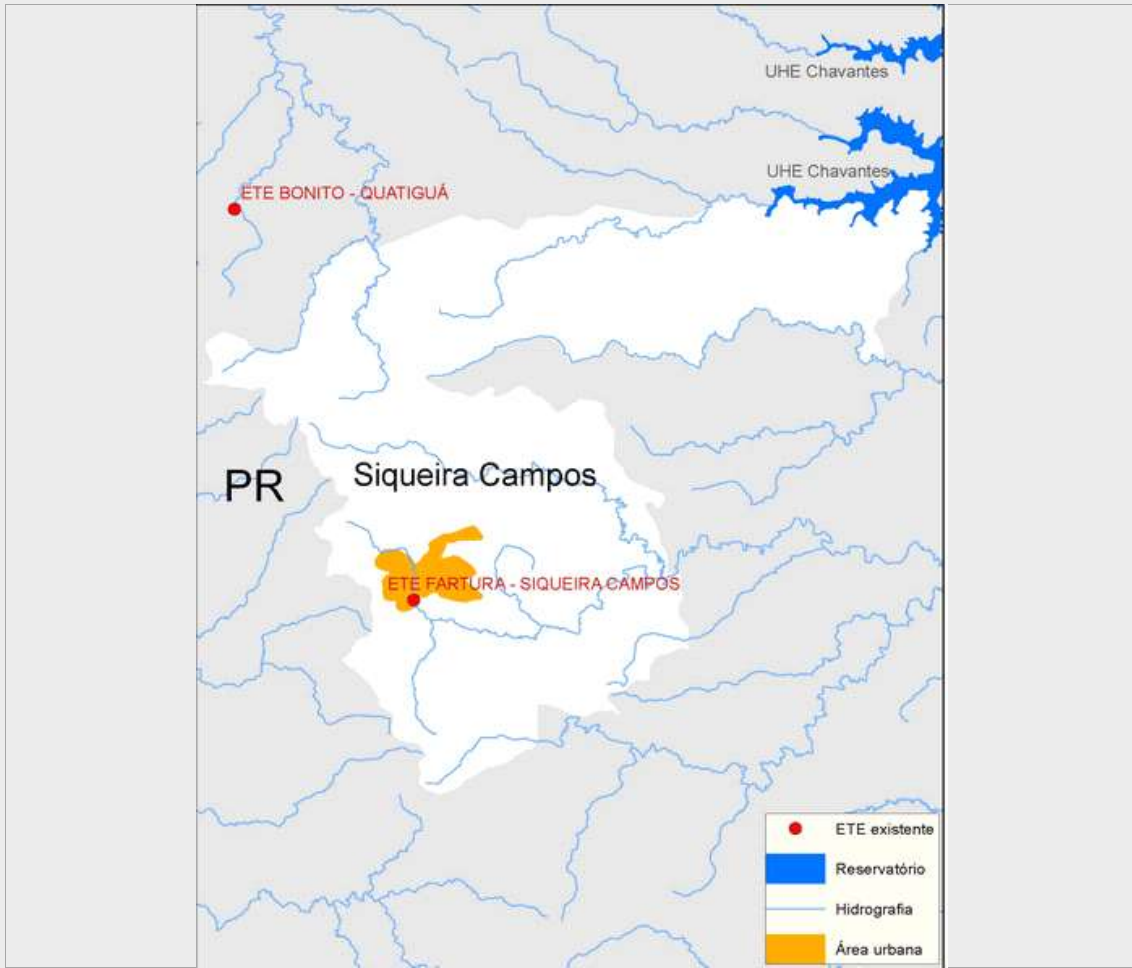 UHE Chavantes
UHE Chavantes
ETE BONITO - QUATIGUÁ
PR
Siqueira Campos
ETE FARTURA - SIQUEIRA CAMPOS
ETE existente
Reservatório
Hidrografia
Área urbana